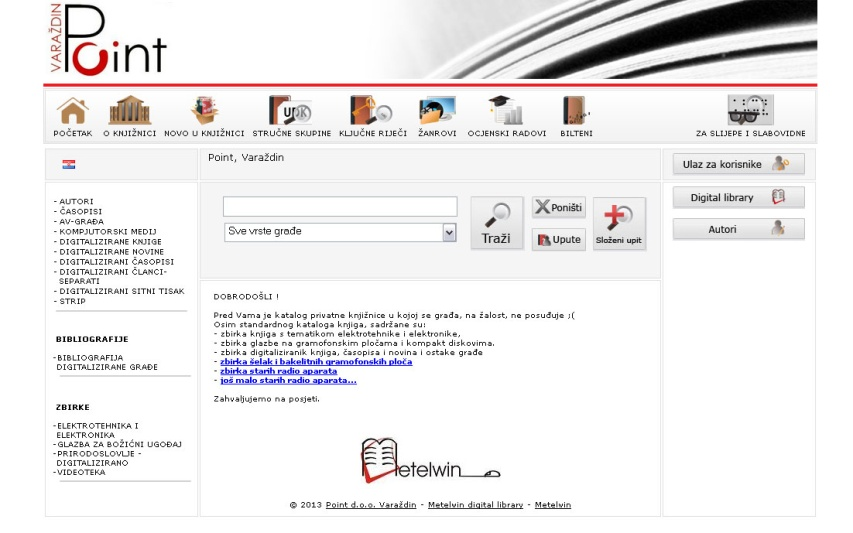 VARAŽDIN
Point
POČETAK
O KNJIŽNICI
NOVO U KNJIŽNICI
STRUČNE SKUPINE
KLJUČNE RIJEČI
ŽANROVI
OCJENSKI RADOVI
BILTENI
ZA SLIJEPE I SLABOVIDNE
UDK
Point, Varaždin
Ulaz za korisnike
- AUTORI
- ČASOPISI
- AV-GRAĐA
- KOMPJUTORSKI MEDIJ
- DIGITALIZIRANE KNJIGE
- DIGITALIZIRANE NOVINE
- DIGITALIZIRANI ČASOPISI
- DIGITALIZIRANI ČLANCI-
SEPARATI
- DIGITALIZIRANI SITNI TISAK
- STRIP
BIBLIOGRAFIJE
-BIBLIOGRAFIJA
DIGITALIZIRANE GRAĐE
ZBIRKE
-ELEKTROTEHNIKA I
ELEKTRONIKA
-GLAZBA ZA BOŽIĆNI UGOĐAJ
-PRIRODOSLOVLJE -
DIGITALIZIRANO
-VIDEOTEKA
Sve vrste građe
Traži
Poništi
Upute
Složeni upit
Digital library
Autori
DOBRODOŠLI !
Pred Vama je katalog privatne knjižnice u kojoj se građa, na žalost, ne posuđuje ;(
Osim standardnog kataloga knjiga, sadržane su:
- zbirka knjiga s tematikom elektrotehnike i elektronike,
- zbirka glazbe na gramofonskim pločama i kompakt diskovima.
- zbirka digitaliziranik knjiga, časopisa i novina i ostake građe
- zbirka šelak i bakelitnih gramofonskih ploča
- zbirka starih radio aparata
- još malo starih radio aparata...
Zahvaljujemo na posjeti.
Metelwin
© 2013 Point d.o.o. Varaždin - Metelwin digital library - Metelwin